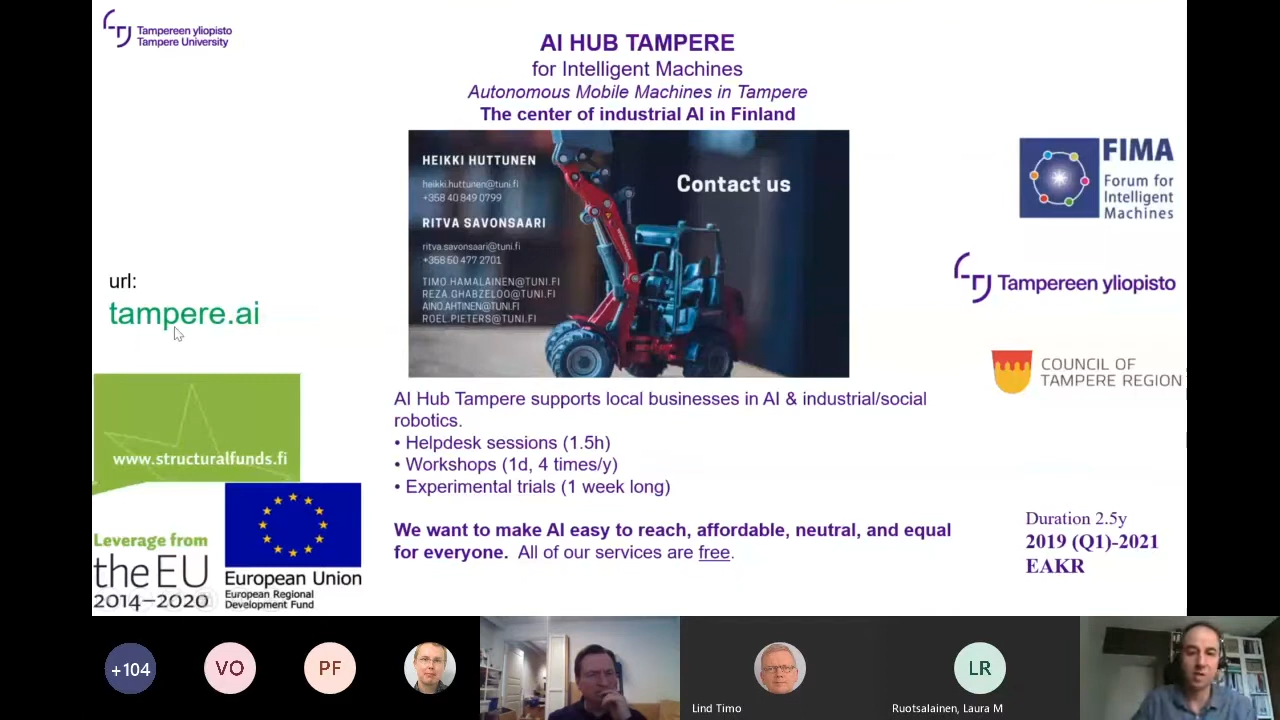 Tampereen yliopisto
Tampere University
AI HUB TAMPERE
for Intelligent Machines
Autonomous Mobile Machines in Tampere
The center of industrial AI in Finland
HEIKKI HUTTUNEN
heikki.huttunen@tuni.fi
+358 40 849 0799
RITVA SAVONSAARI
ritva.savonsaari@tuni.fi
+358 50 477 2701
TIMO.HAMALAINEN@TUNI.FI
REZA.GHABZELOO@TUNI.FI
AINO.AHTINEN@TUNI.FI
ROEL.PIETERS@TUNI.FI
Contact us
FIMA
Forum for
Intelligent
Machines
Tampereen yliopisto
COUNCIL OF
TAMPERE REGION
url:
tampere.ai
www.structuralfunds.fi
Leverage from
the EU
2014–2020
European Union
European Regional
Development Fund
AI Hub Tampere supports local businesses in AI & industrial/social
robotics.
• Helpdesk sessions (1.5h)
• Workshops (1d, 4 times/y)
• Experimental trials (1 week long)
We want to make AI easy to reach, affordable, neutral, and equal
for everyone. All of our services are free.
Duration 2.5y
2019 (Q1)-2021
EAKR
+104
VO
PF
Lind Timo
LR
Ruotsalainen, Laura M